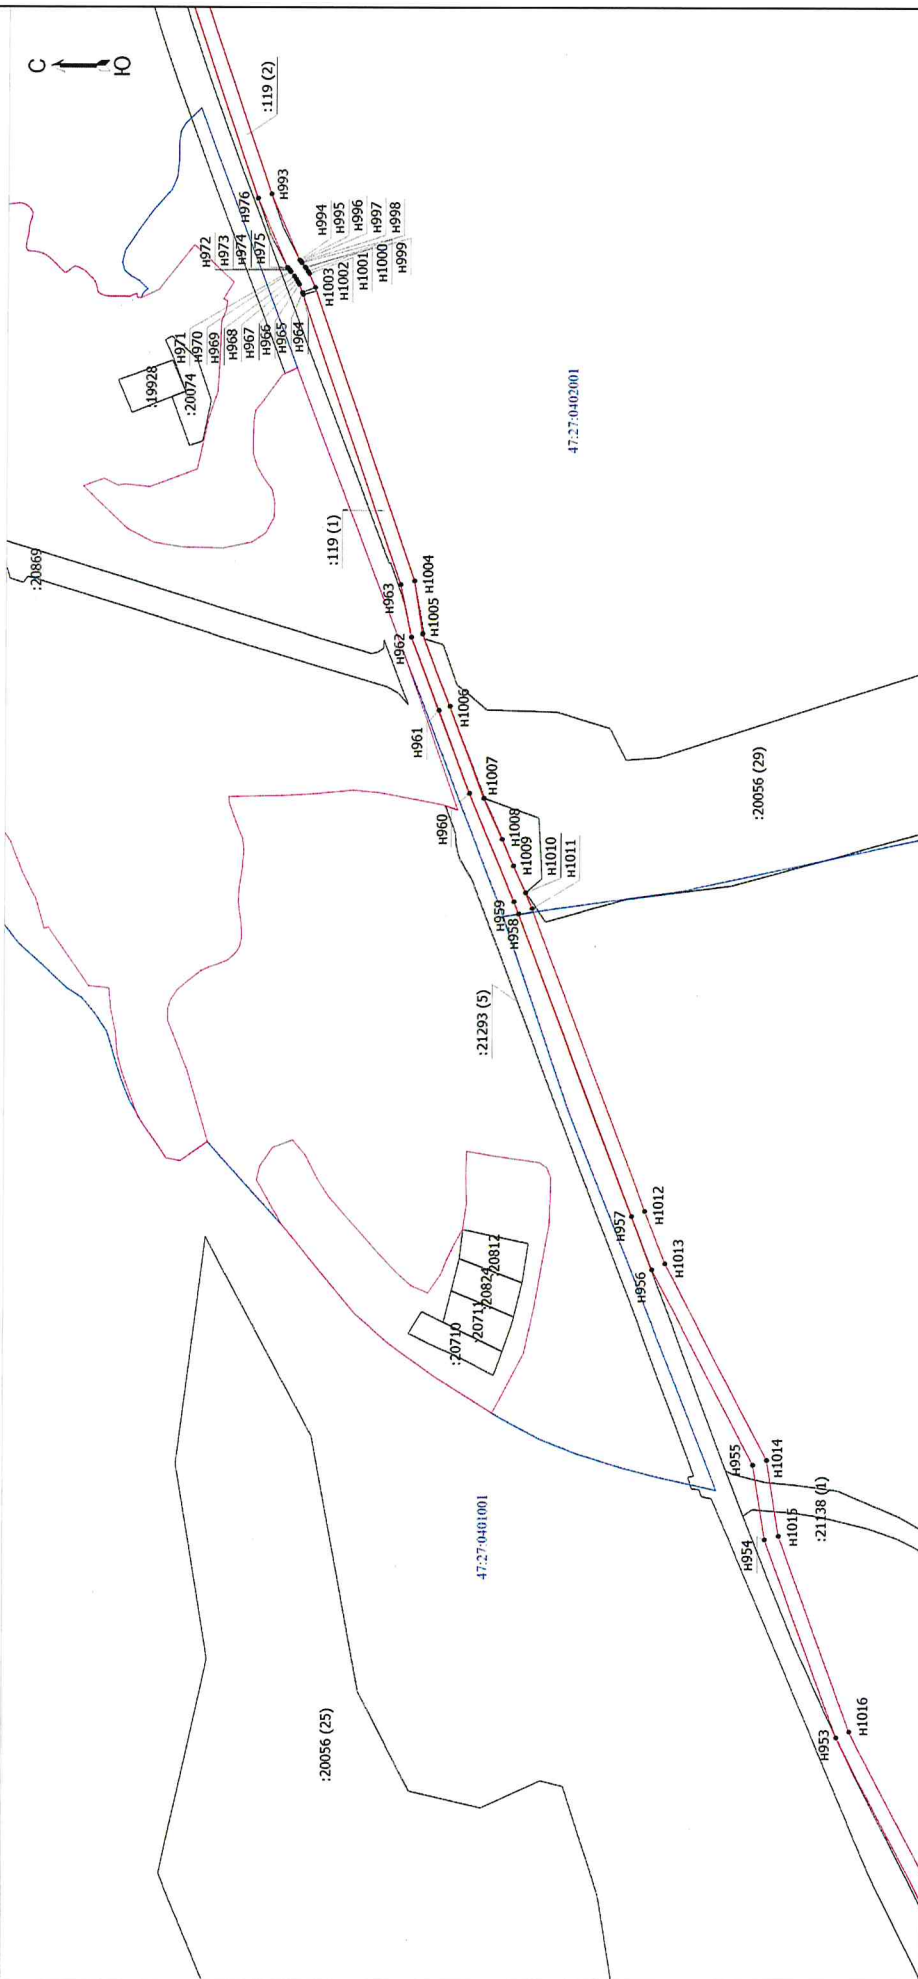 С
Ю
:119 (2)
н976
н993
н972
н973
н974
н975
н994
н995
н996
н997
н998
н971
н970
н969
н968
н967
н966
н965
н964
н1003
н1002
н1001
н1000
н999
:19928
:20074
47:27:0402001
:119 (1)
:20869
н963
н1004
н962
н1005
н961
н1006
н960
н1007
н1008
н1009
н1010
н1011
н959
н958
:20056 (29)
:21293 (5)
н957
н1012
н956
н1013
:20812
:20824
:20711
:20710
н955
н1014
н954
н1015
:21138 (1)
47:27:0401001
:20056 (25)
н953
н1016